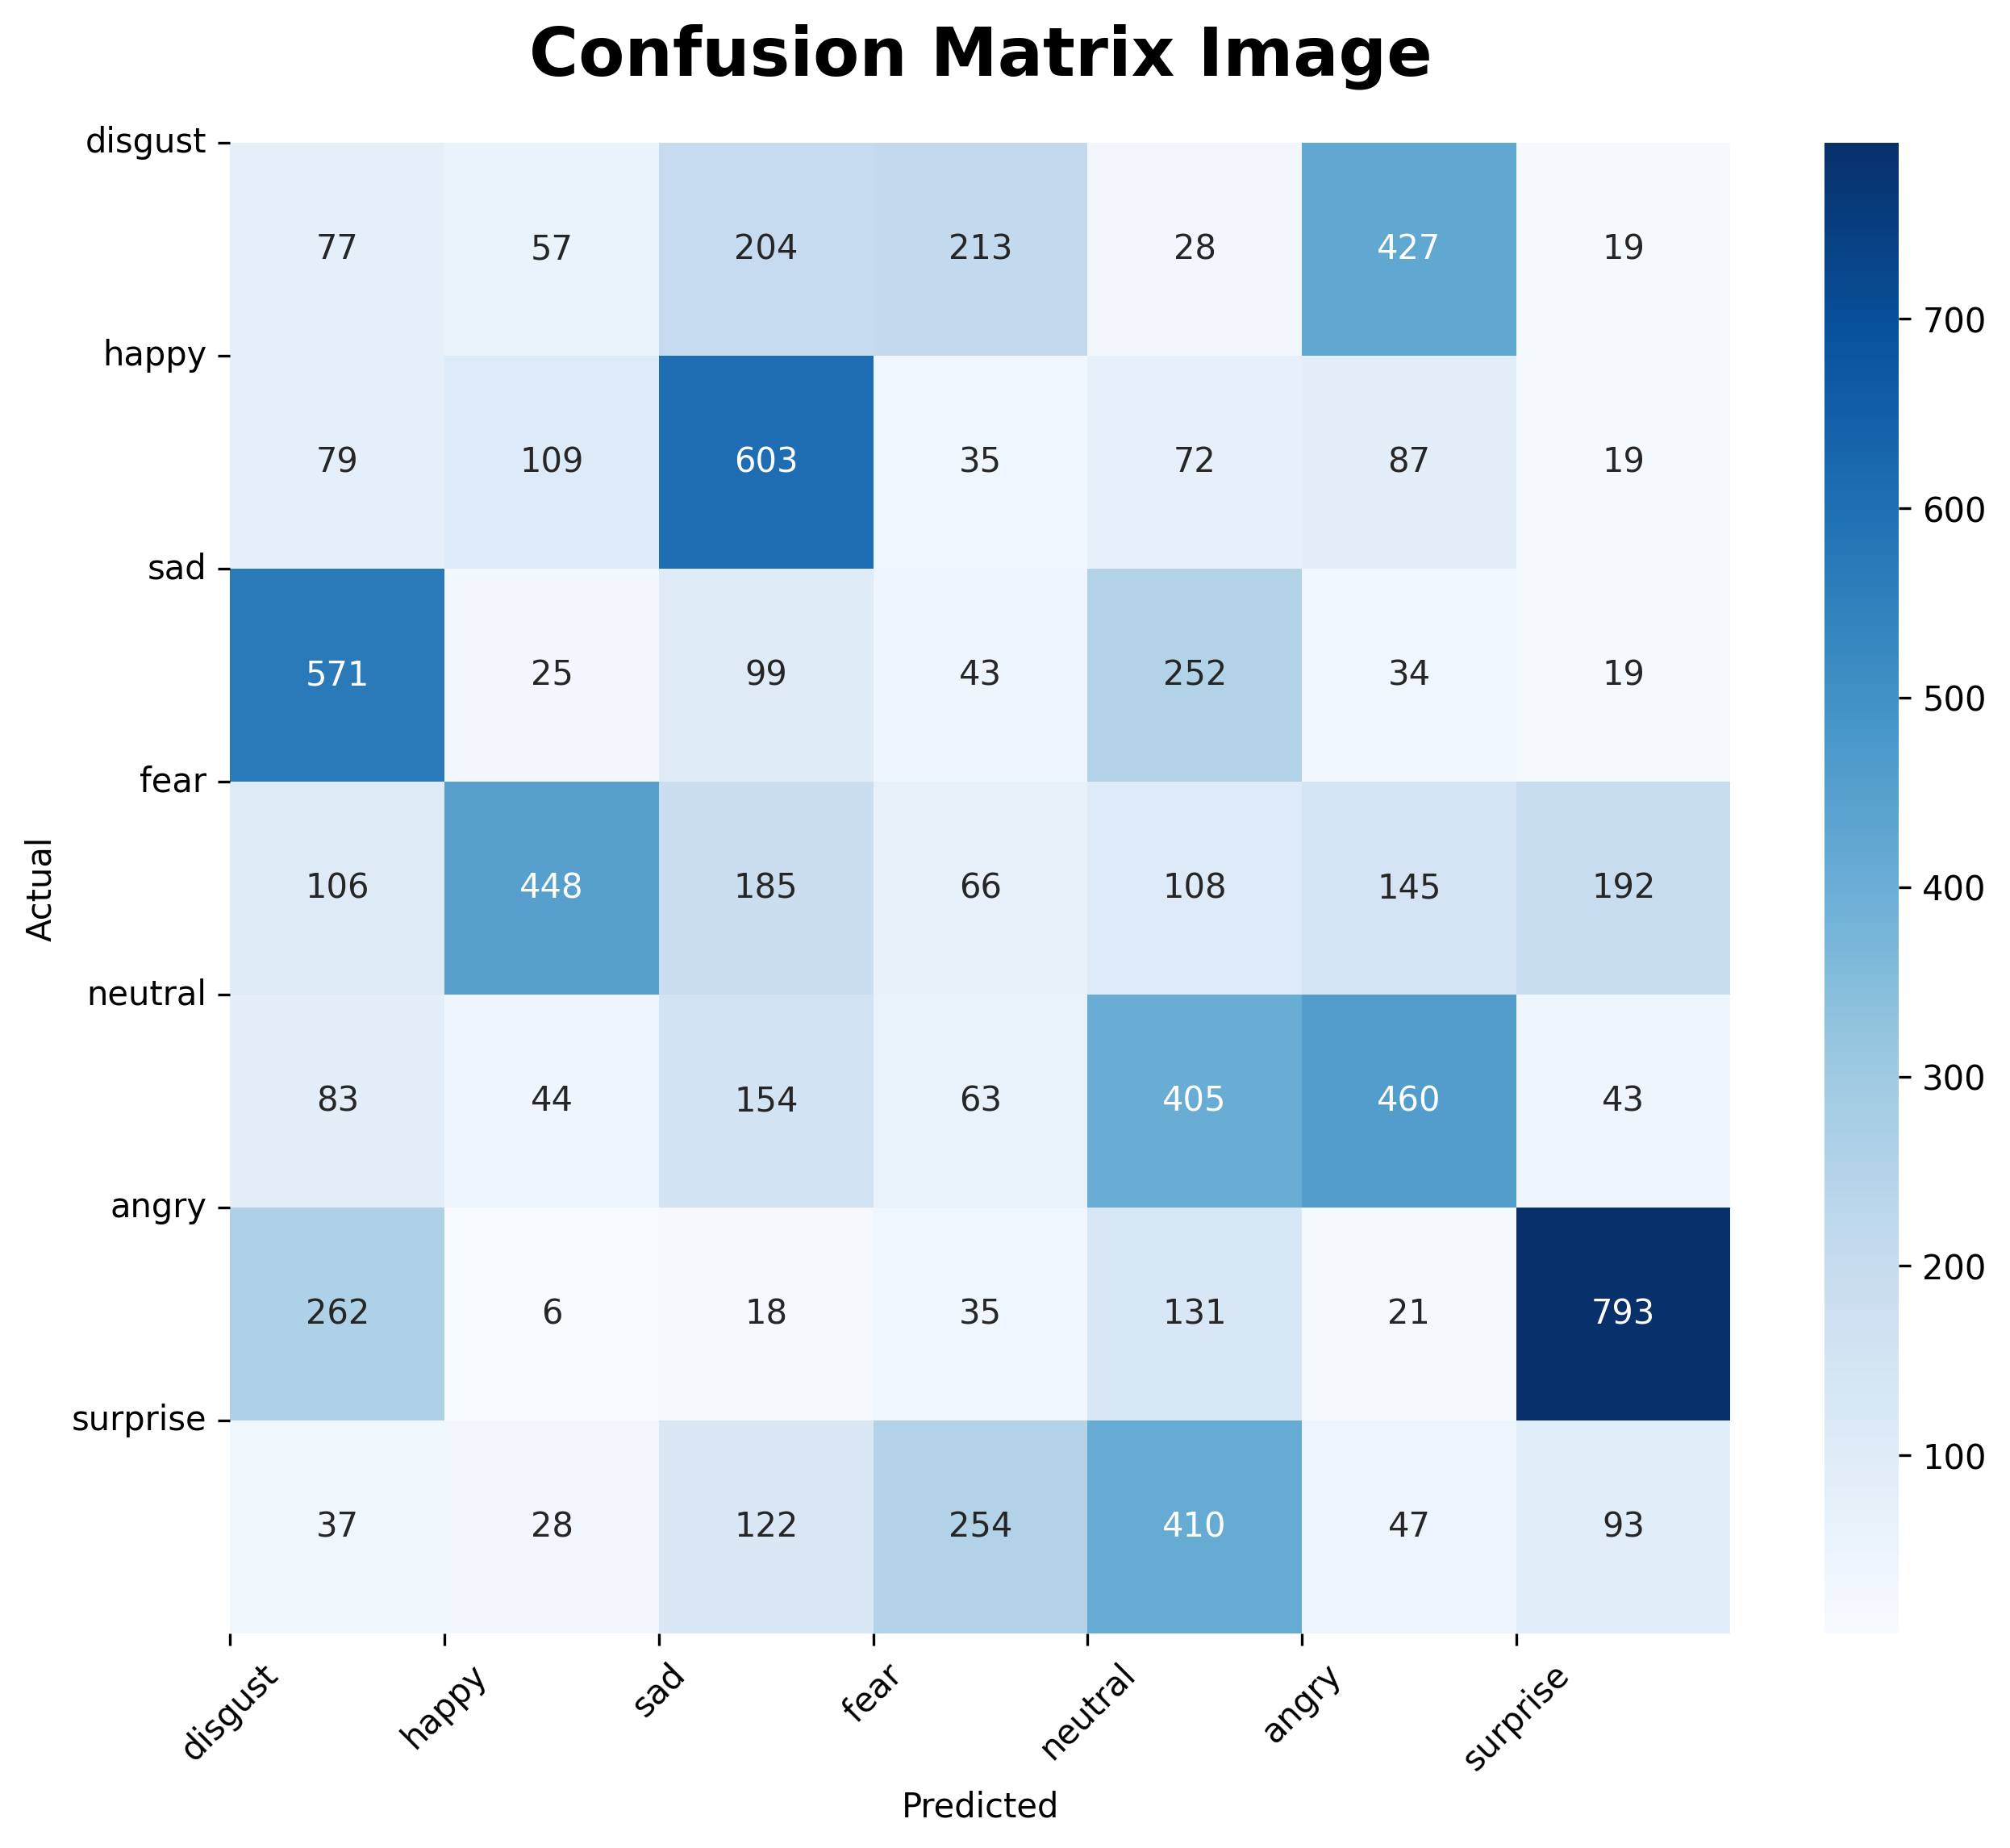 Confusion Matrix Image
disgust
77 57 204 213 28 427 19
happy
79 109 603 35 72 87 19
700
600
sad
571 25 99 43 252 34 19
500
fear
106 448 185 66 108 145 192
400
Actual
neutral
83 44 154 63 405 460 43
300
angry
262 6 18 35 131 21 793
200
surprise
37 28 122 254 410 47 93
100
disgust happy sad fear neutral angry surprise
Predicted